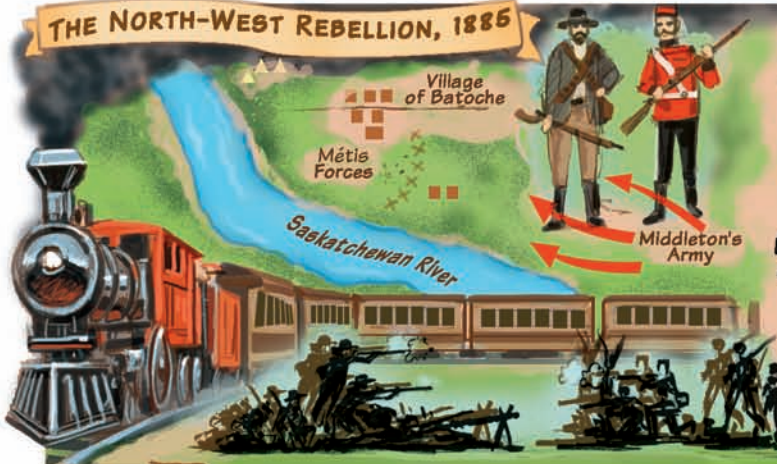 THE NORTH-WEST REBELLION, 1885
Village
of Batoche
Métis
Forces
Saskatchewan River
Middleton's
Army